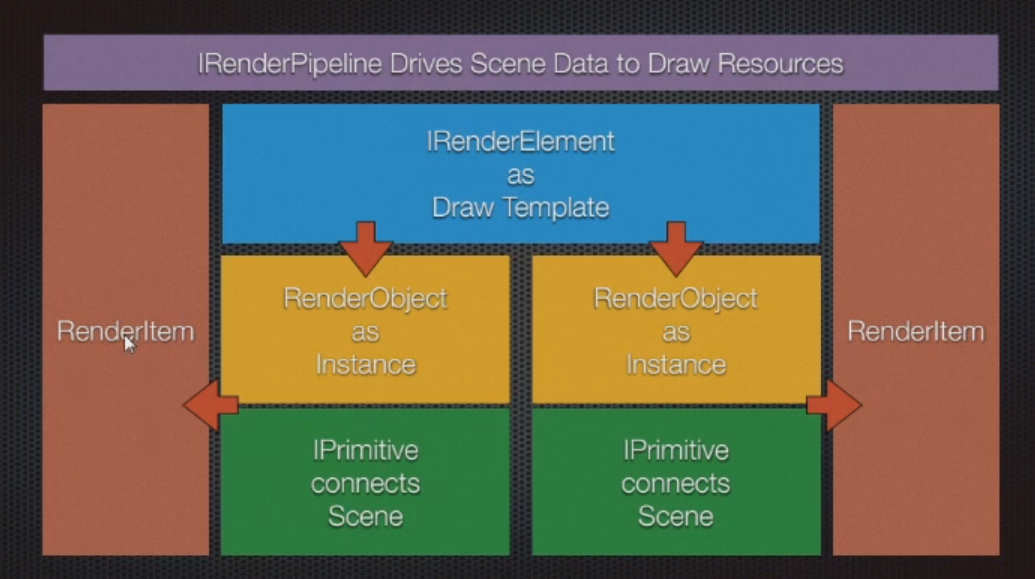 IRenderPipeline Drives Scene Data to Draw Resources
IRenderElement
as
Draw Template
RenderItem
RenderObject
as
Instance
RenderObject
as
Instance
RenderItem
IPrimitive
connects
Scene
IPrimitive
connects
Scene